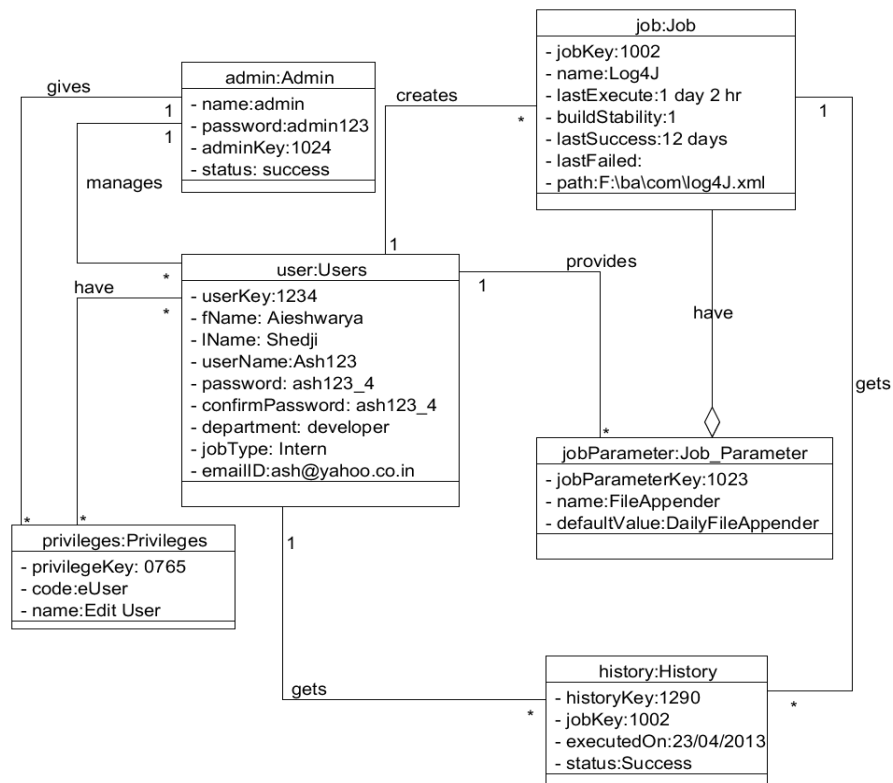 job:Job
- jobKey:1002
- name:Log4J
- lastExecute:1 day 2 hr
- buildStability:1
- lastSuccess:12 days
- lastFailed:
- path:F:\ba\com\log4J.xml
admin:Admin
- name:admin
- password:admin123
- adminKey:1024
- status: success
gives
1
1
manages
*
creates
*
1
1
gets
user:Users
- userKey:1234
- fName: Aieshwarya
- lName: Shedji
- userName:Ash123
- password: ash123_4
- confirmPassword: ash123_4
- department: developer
- jobType: Intern
- emailID:ash@yahoo.co.in
have
*
1
provides
*
have
jobParameter:Job_Parameter
- jobParameterKey:1023
- name:FileAppender
- defaultValue:DailyFileAppender
*
*
privileges:Privileges
- privilegeKey: 0765
- code:eUser
- name:Edit User
1
gets
*
history:History
- historyKey:1290
- jobKey:1002
- executedOn:23/04/2013
- status:Success
*